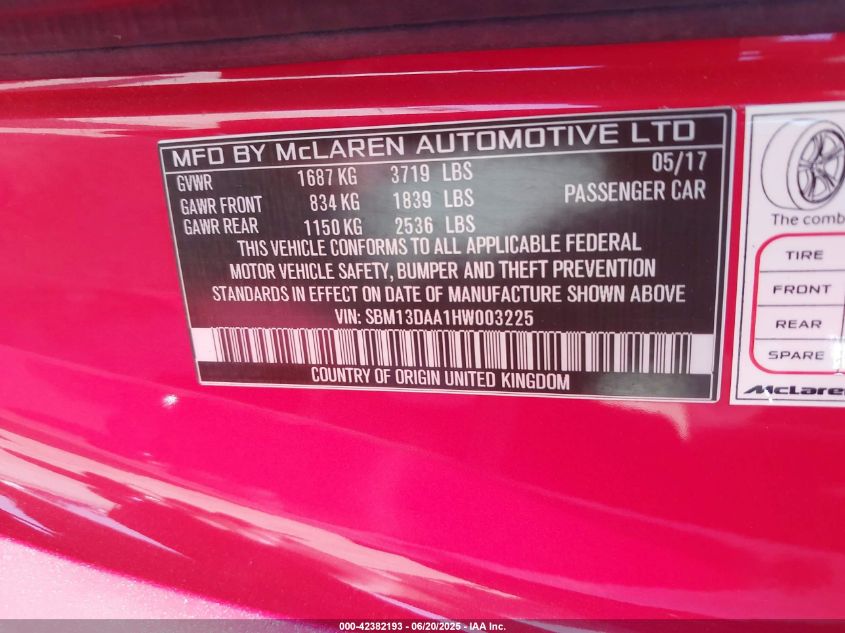 MFD BY McLAREN AUTOMOTIVE LTD
GVWR 1687 KG 3719 LBS 05/17
GAWR FRONT 834 KG 1839 LBS PASSENGER CAR
GAWR REAR 1150 KG 2536 LBS
THIS VEHICLE CONFORMS TO ALL APPLICABLE FEDERAL
MOTOR VEHICLE SAFETY, BUMPER AND THEFT PREVENTION
STANDARDS IN EFFECT ON DATE OF MANUFACTURE SHOWN ABOVE
VIN: SBM13DAA1HW003225
COUNTRY OF ORIGIN UNITED KINGDOM
The comb
TIRE
FRONT
REAR
SPARE
McLaren
000-42382193 - 06/20/2025 - IAA Inc.